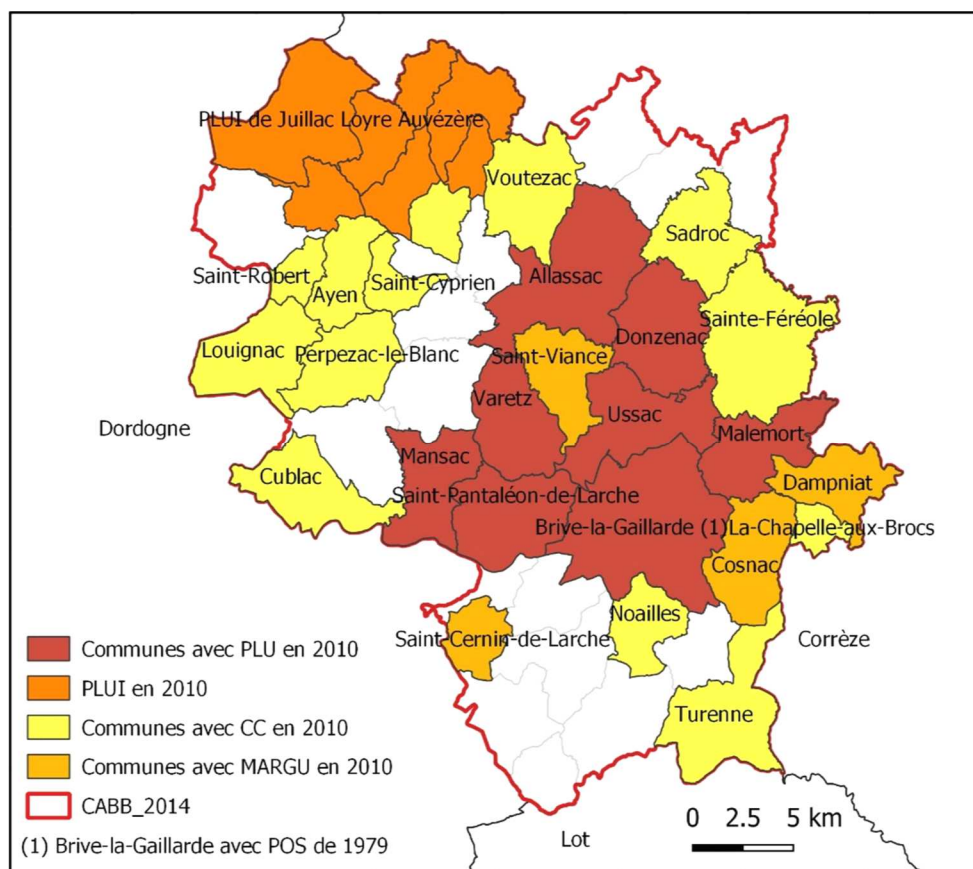 PLUI de Juillac Loyre Auvézère
Voutezac
Sadroc
Saint-Robert
Saint-Cyprien
Allassac
Ayen
Sainte-Féréole
Donzenac
Louignac
Perpezac-le-Blanc
Saint-Viance
Varetz
Ussac
Dordogne
Malemort
Mansac
Cublac
Dampniat
Saint-Pantaléon-de-Larche
Brive-la-Gaillarde (1)
La-Chapelle-aux-Brocs
Cosnac
Noailles
Saint-Cernin-de-Larche
Corrèze
Turenne
Communes avec PLU en 2010
PLUI en 2010
Communes avec CC en 2010
Communes avec MARGU en 2010
CABB_2014
(1) Brive-la-Gaillarde avec POS de 1979
0 2.5 5 km
Lot